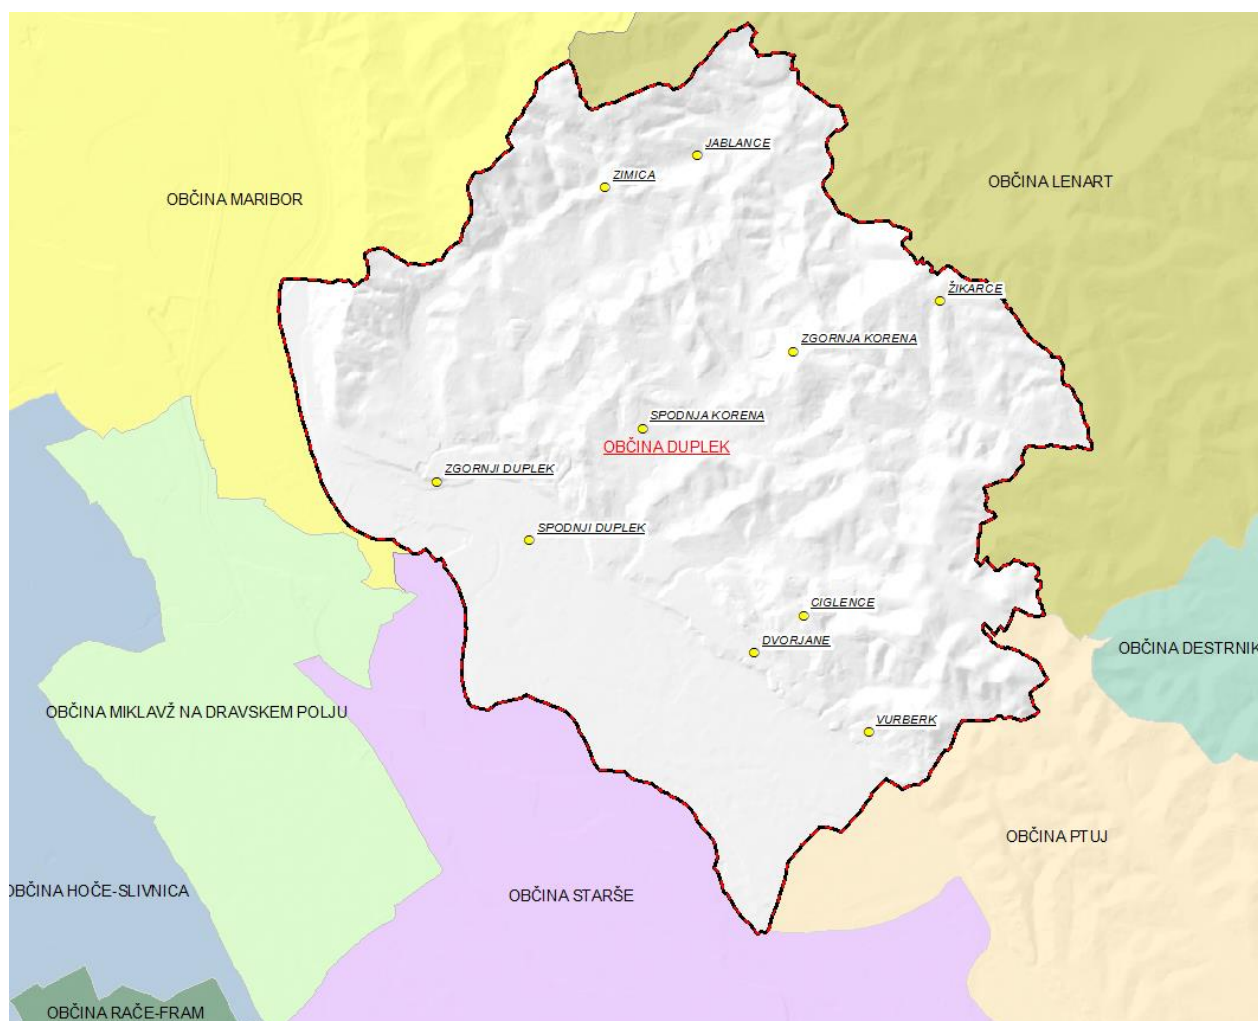 JABLANCE
ZIMICA
OBČINA LENART
OBČINA MARIBOR
ŽIKARCE
ZGORNJA KORENA
SPODNJA KORENA
OBČINA DUPLEK
ZGORNJI DUPLEK
SPODNJI DUPLEK
CIGLENCE
DVORJANE
OBČINA DESTRNIK
OBČINA MIKLAVŽ NA DRAVSKEM POLJU
VURBERK
OBČINA PTUJ
OBČINA HOČE-SLIVNICA
OBČINA STARŠE
OBČINA RAČE-FRAM